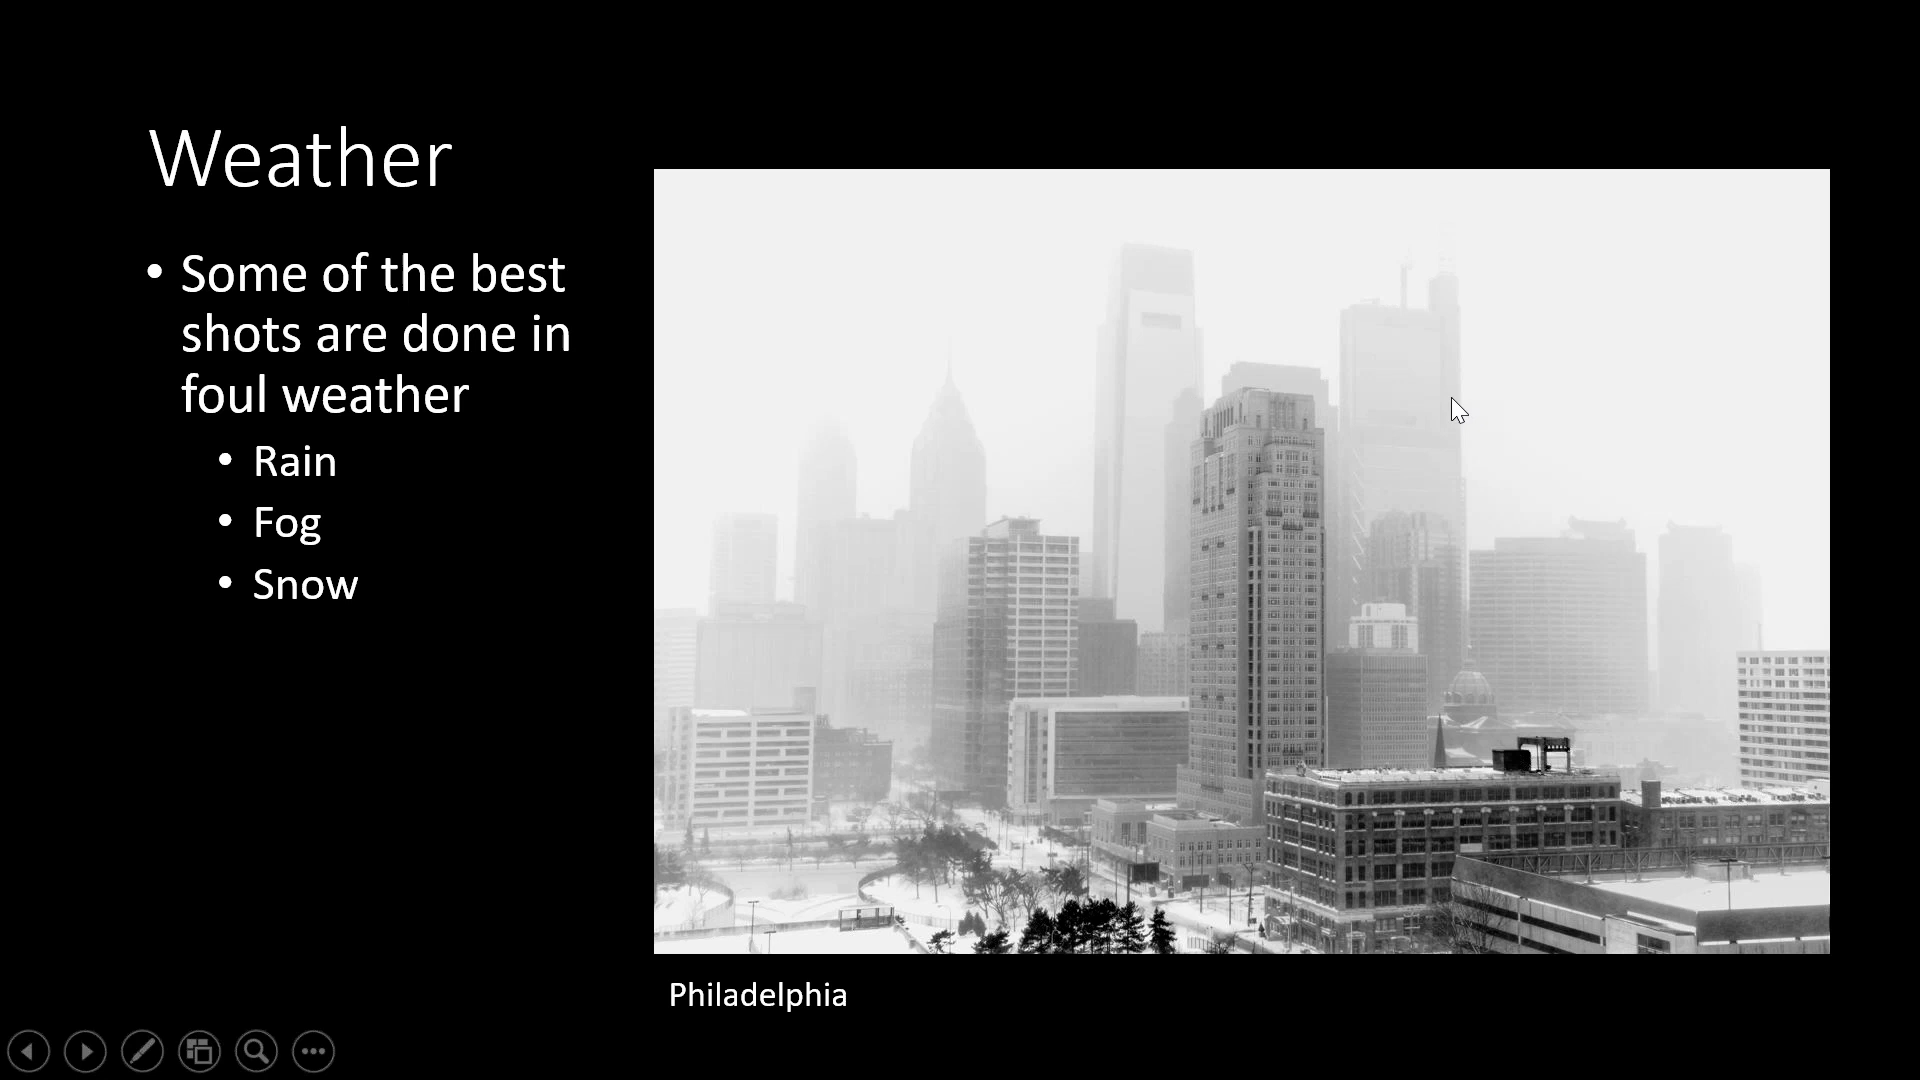 Weather
• Some of the best
shots are done in
foul weather
• Rain
• Fog
• Snow
Philadelphia